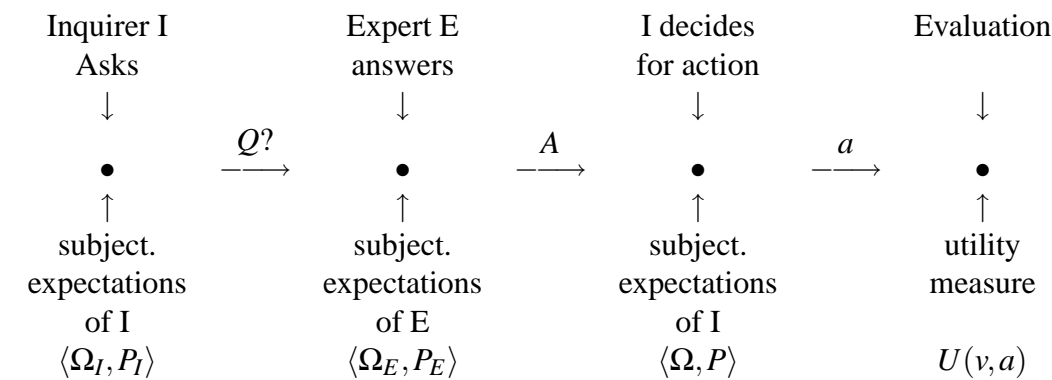 Inquirer I Expert E I decides Evaluation
Asks answers for action
↓ ↓ ↓ ↓
• Q? −−→ • A −−→ • a −−→ •
↑ ↑ ↑ ↑
subject. subject. subject. utility
expectations expectations expectations measure
of I of E of I
⟨Ω_I, P_I⟩ ⟨Ω_E, P_E⟩ ⟨Ω, P⟩ U(v, a)